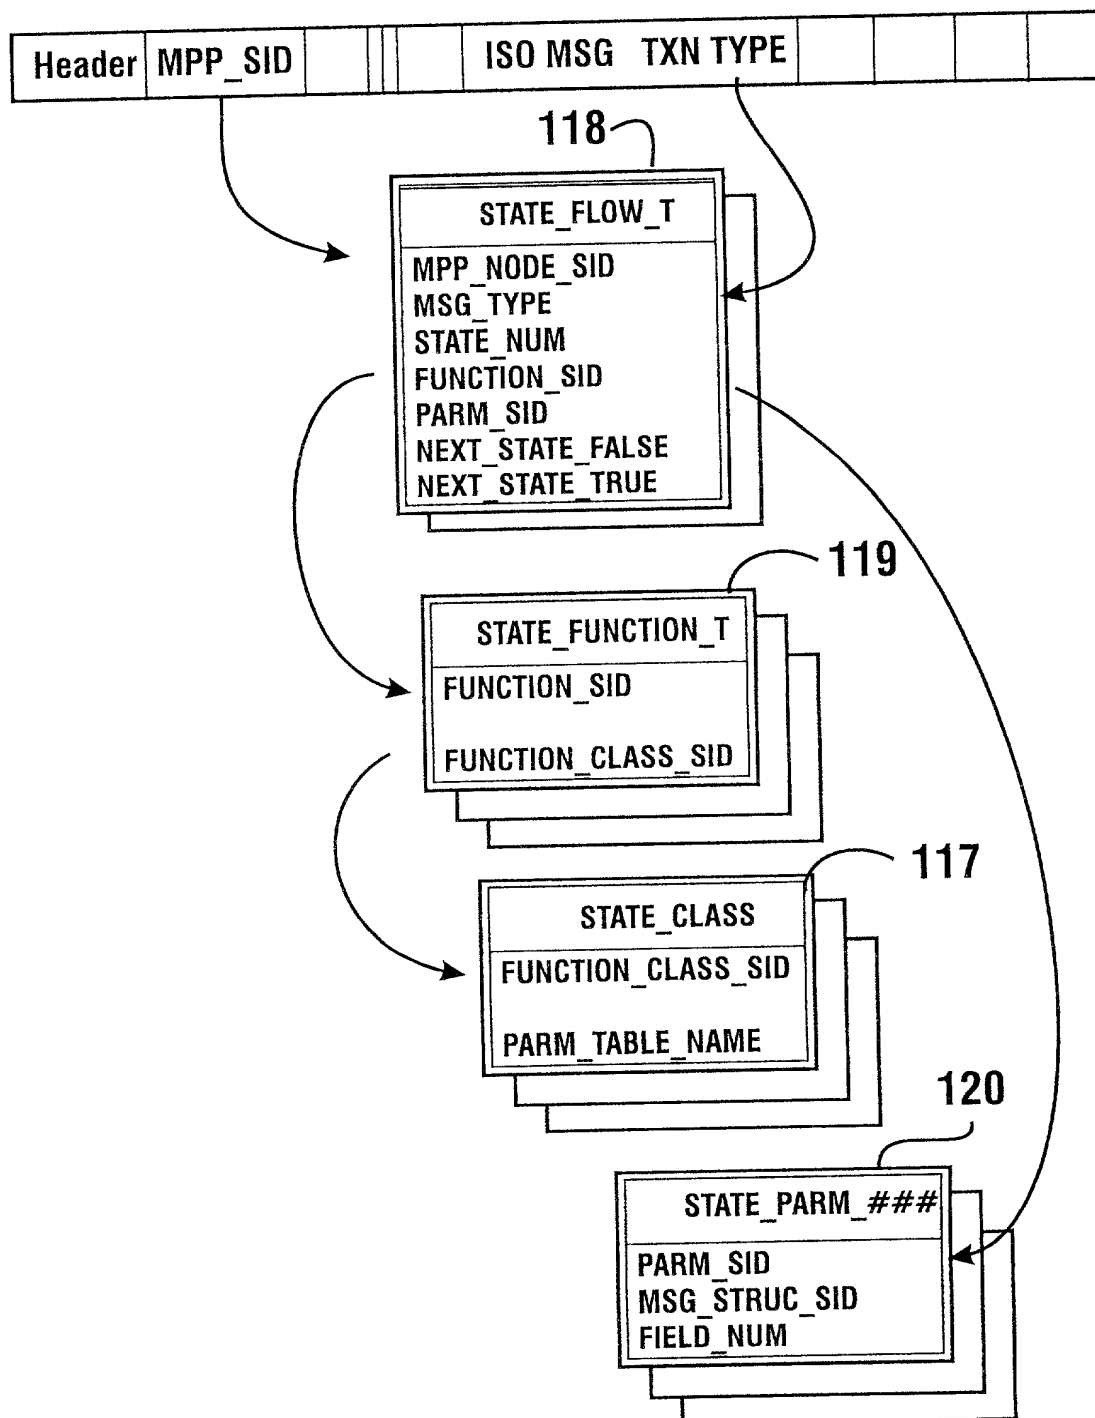 Header MPP_SID ISO MSG TXN TYPE
118
STATE_FLOW_T
MPP_NODE_SID
MSG_TYPE
STATE_NUM
FUNCTION_SID
PARM_SID
NEXT_STATE_FALSE
NEXT_STATE_TRUE
119
STATE_FUNCTION_T
FUNCTION_SID
FUNCTION_CLASS_SID
117
STATE_CLASS
FUNCTION_CLASS_SID
PARM_TABLE_NAME
120
STATE_PARM_###
PARM_SID
MSG_STRUC_SID
FIELD_NUM